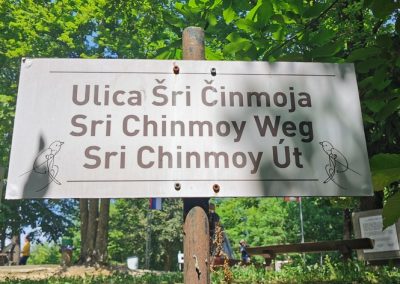 Ulica Šri Činmoja
Sri Chinmoy Weg
Sri Chinmoy Út